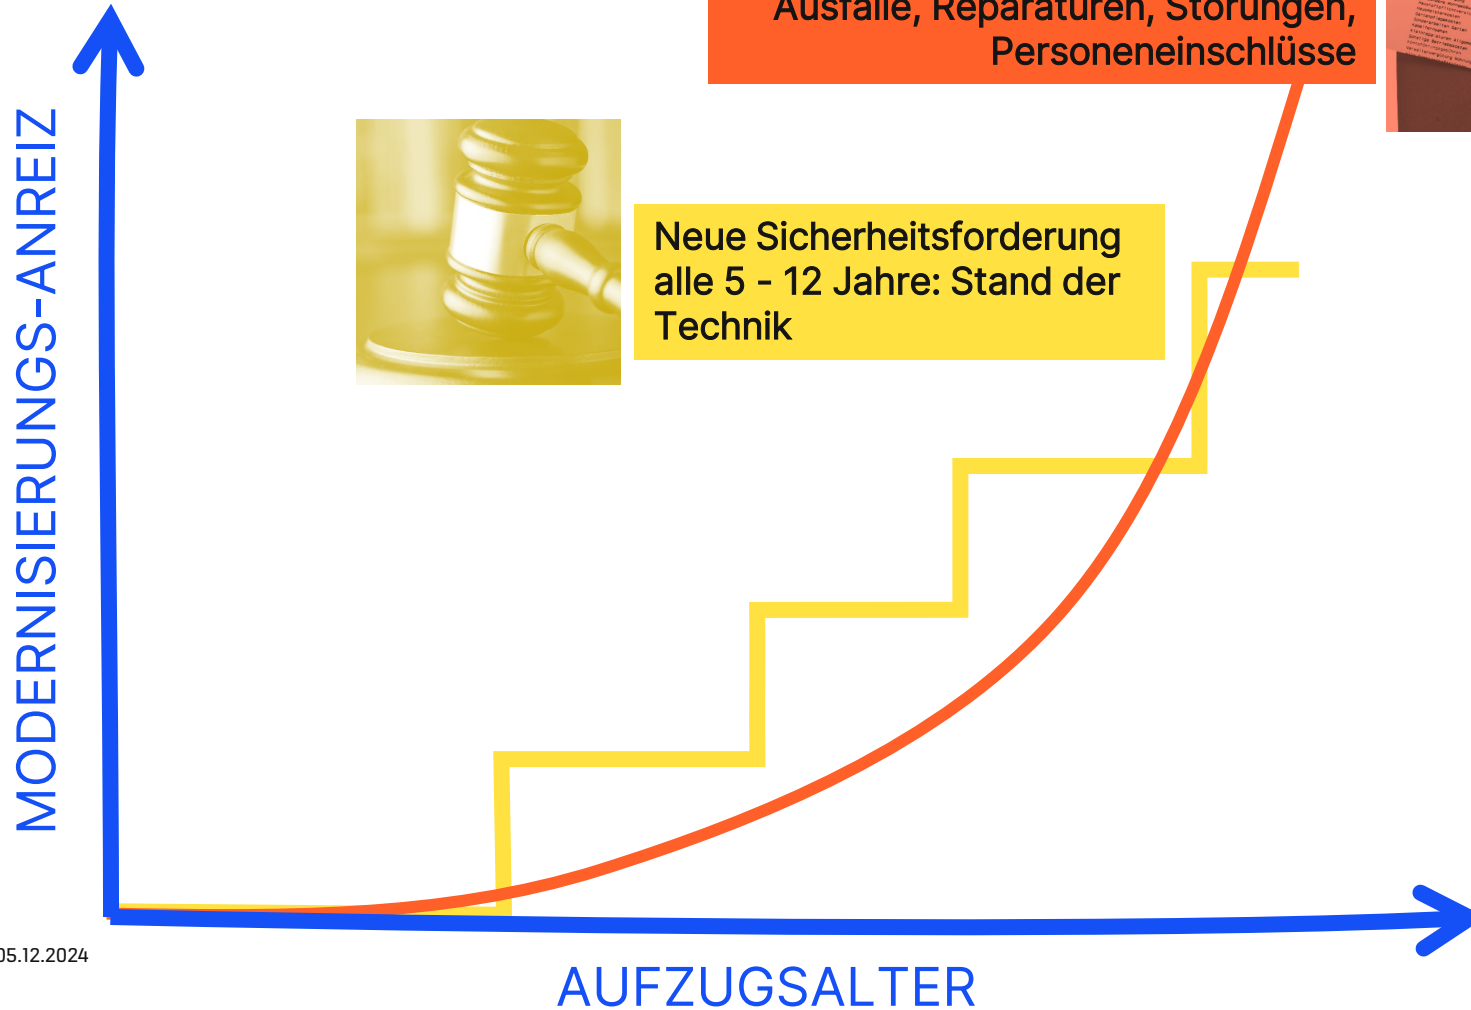 Ausfälle, Reparaturen, Störungen,
Personeneinschlüsse
MODERNISIERUNGS-ANREIZ
Neue Sicherheitsforderung
alle 5 - 12 Jahre: Stand der
Technik
05.12.2024
AUFZUGSALTER